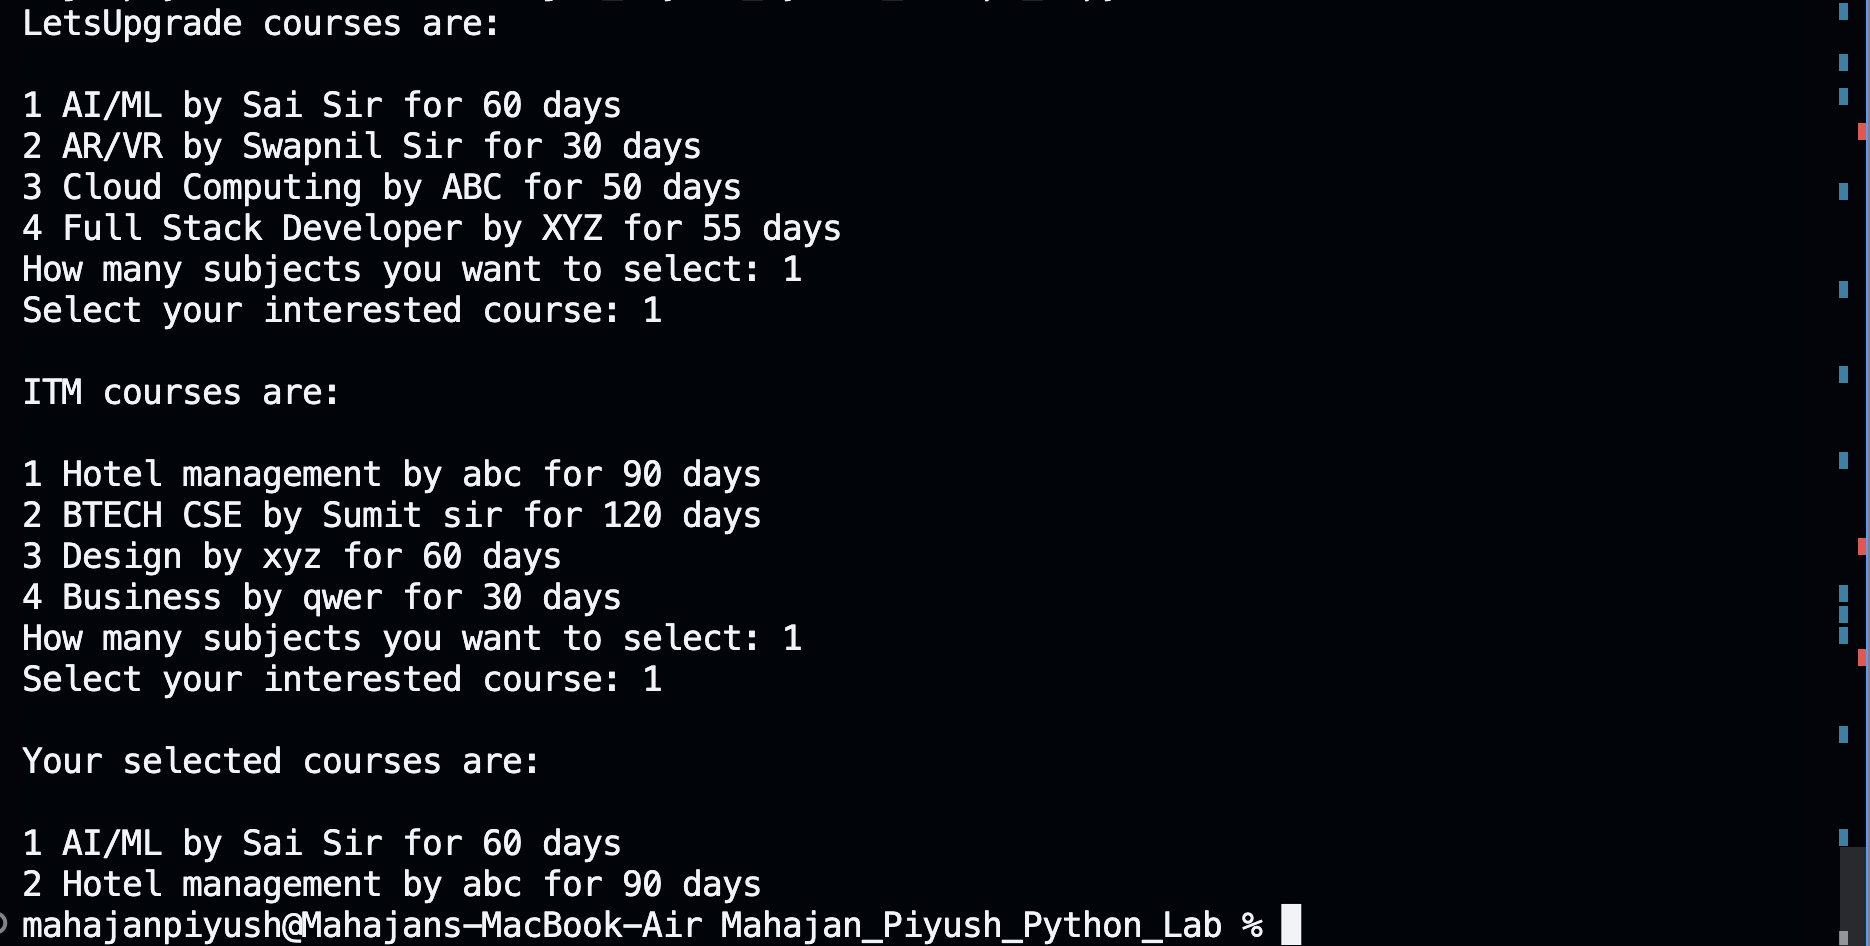 LetsUpgrade courses are:
1 AI/ML by Sai Sir for 60 days
2 AR/VR by Swapnil Sir for 30 days
3 Cloud Computing by ABC for 50 days
4 Full Stack Developer by XYZ for 55 days
How many subjects you want to select: 1
Select your interested course: 1
ITM courses are:
1 Hotel management by abc for 90 days
2 BTECH CSE by Sumit sir for 120 days
3 Design by xyz for 60 days
4 Business by qwer for 30 days
How many subjects you want to select: 1
Select your interested course: 1
Your selected courses are:
1 AI/ML by Sai Sir for 60 days
2 Hotel management by abc for 90 days
mahajanpiyush@Mahajans-MacBook-Air Mahajan_Piyush_Python_Lab %